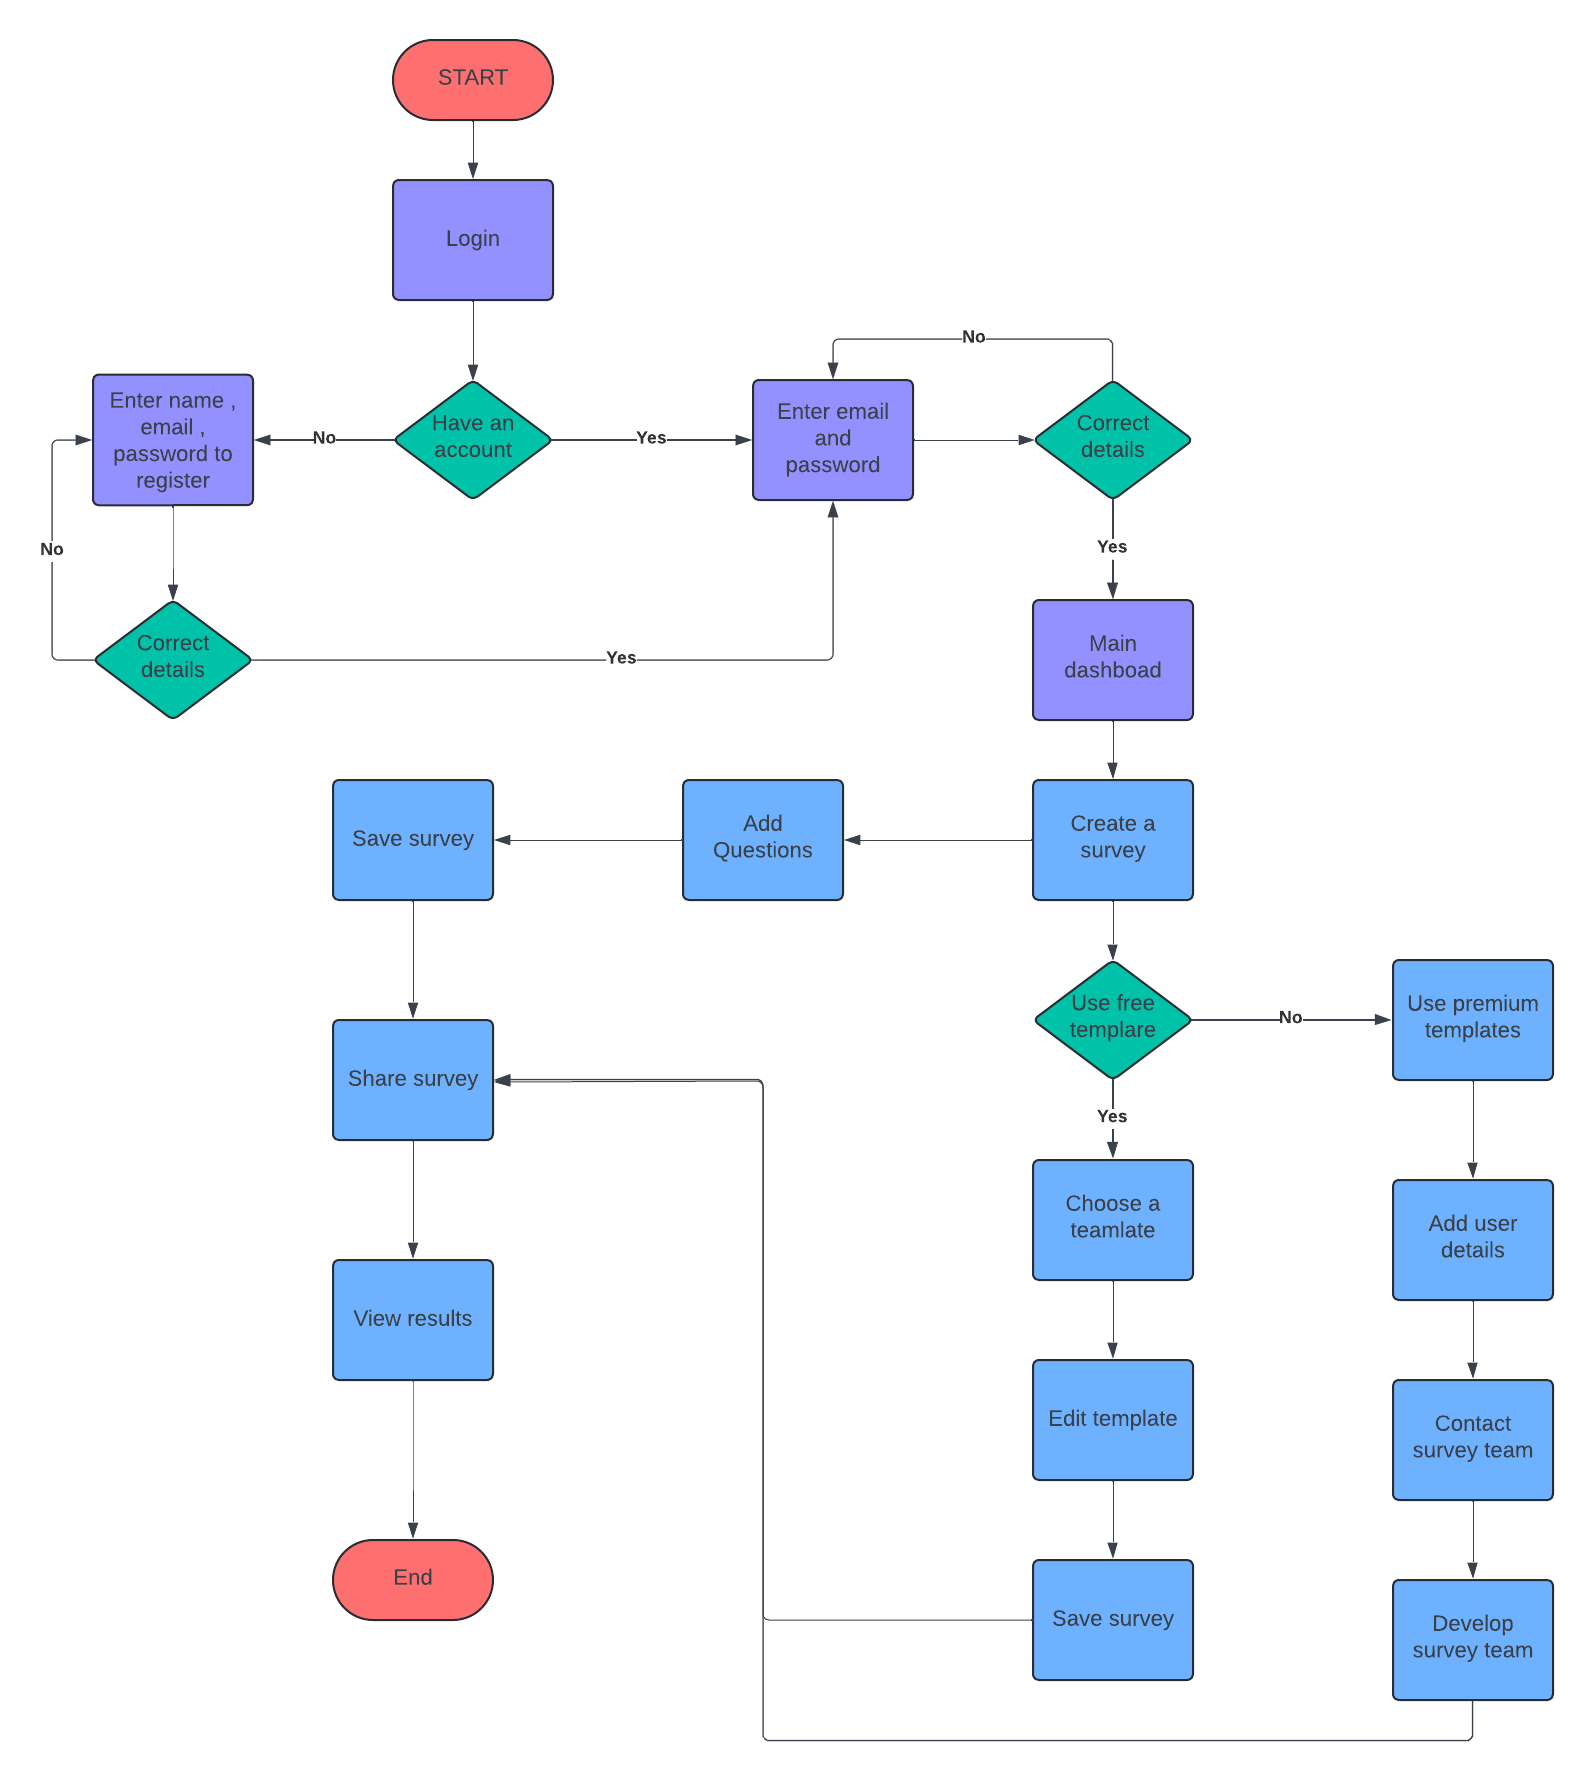 START
Login
No
Enter name ,
email ,
password to
register
Have an
account
No
Yes
Enter email
and
password
Correct
details
No
Yes
Correct
details
Yes
Main
dashboad
Save survey
Add
Questions
Create a
survey
Use free
templare
No
Use premium
templates
Share survey
Yes
Choose a
teamlate
Add user
details
View results
Edit template
Contact
survey team
End
Save survey
Develop
survey team